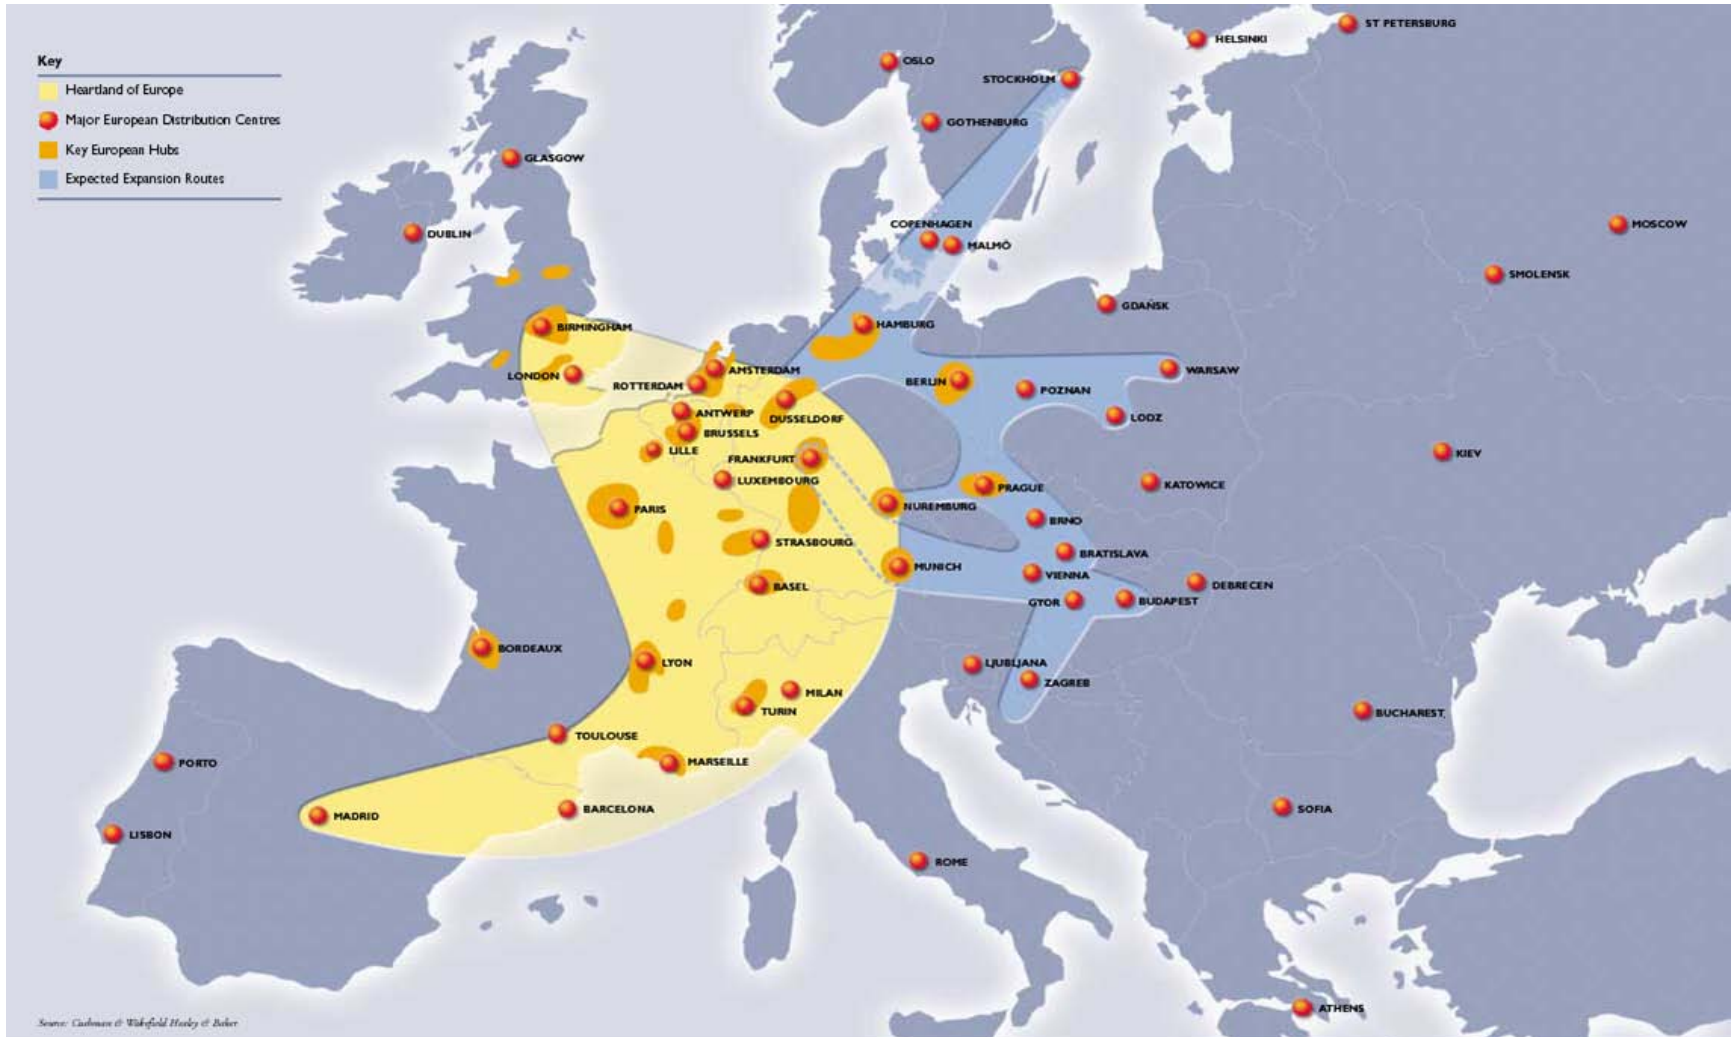 Key
Heartland of Europe
Major European Distribution Centres
Key European Hubs
Expected Expansion Routes
ST PETERSBURG
HELSINKI
OSLO
STOCKHOLM
GOTHENBURG
GLASGOW
MOSCOW
COPENHAGEN
DUBLIN
MALMÖ
SMOLENSK
GDAŃSK
HAMBURG
BIRMINGHAM
WARSAW
AMSTERDAM
LONDON
BERLIN
ROTTERDAM
POZNAN
ANTWERP
LODZ
DUSSELDORF
BRUSSELS
LILLE
KIEV
FRANKFURT
LUXEMBOURG
KATOWICE
PRAGUE
NUREMBURG
PARIS
BRNO
STRASBOURG
BRATISLAVA
MUNICH
VIENNA
DEBRECEN
BASEL
GYOR
BUDAPEST
BORDEAUX
LYON
LJUBLJANA
ZAGREB
MILAN
TURIN
BUCHAREST
TOULOUSE
PORTO
MARSEILLE
BARCELONA
SOFIA
MADRID
LISBON
ROME
ATHENS
Source: Cushman & Wakefield Healey & Baker